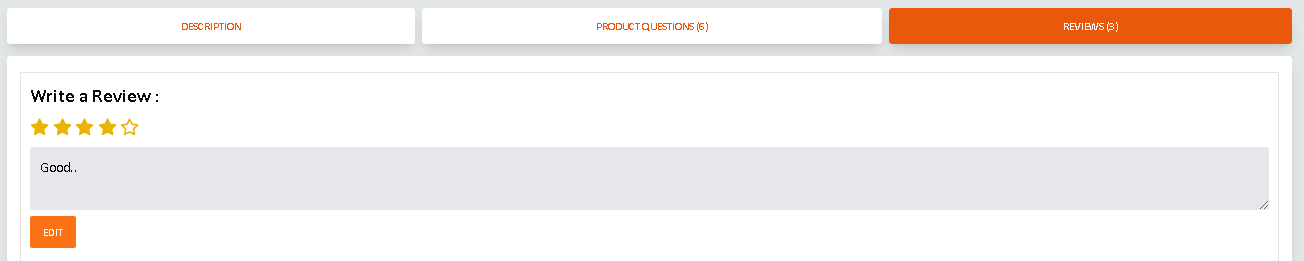 DESCRIPTION
PRODUCT QUESTIONS (6)
REVIEWS (3)
Write a Review :
Good..
EDIT